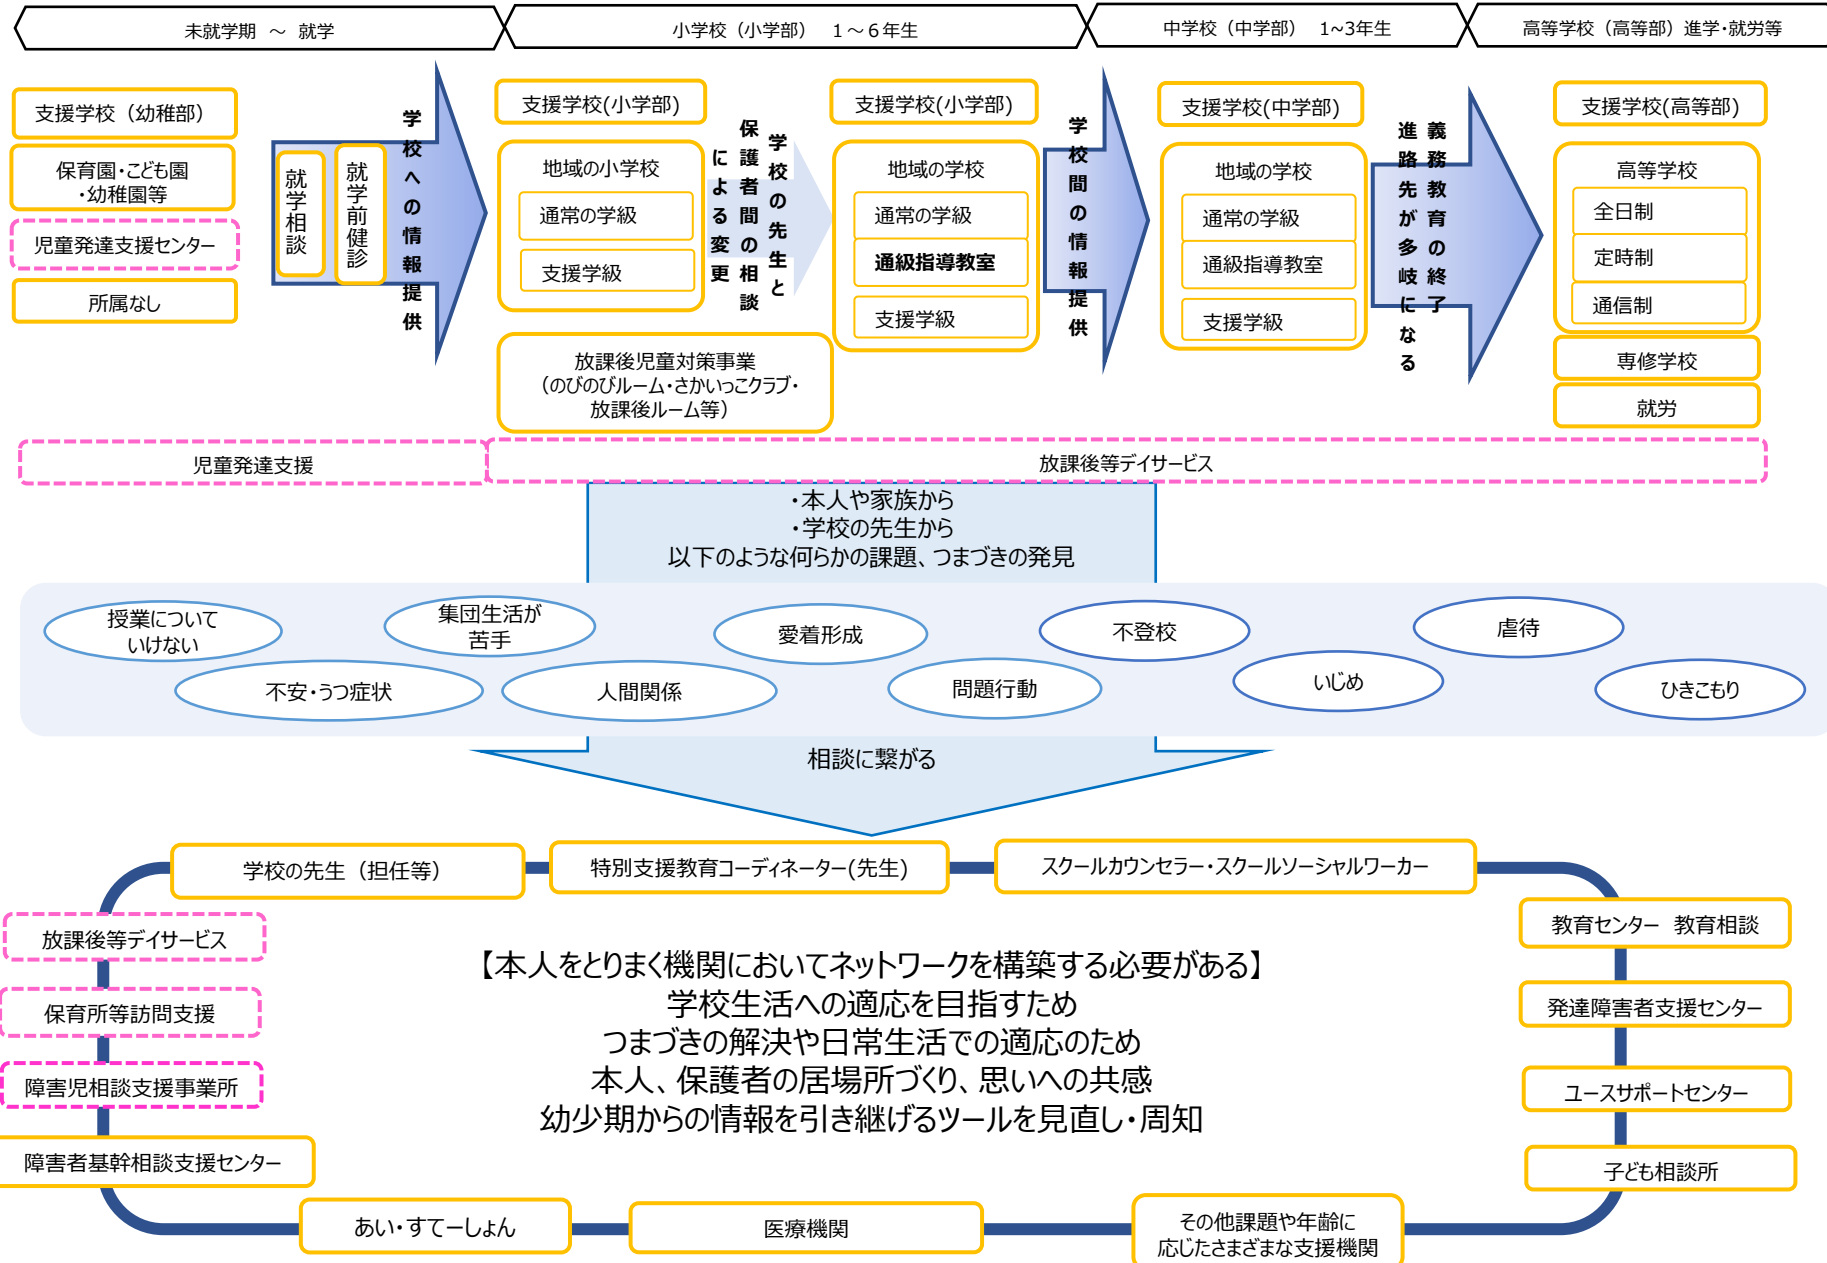 未就学期 ～ 就学
小学校（小学部） 1～6年生
中学校（中学部） 1~3年生
高等学校（高等部）進学・就労等
支援学校（幼稚部）
保育園・こども園
・幼稚園等
児童発達支援センター
所属なし
就学相談
就学前健診
学校への情報提供
支援学校(小学部)
地域の小学校
通常の学級
支援学級
放課後児童対策事業
（のびのびルーム・さかいっこクラブ・
放課後ルーム等）
学校の先生と
保護者間の相談
による変更
支援学校(小学部)
地域の学校
通常の学級
通級指導教室
支援学級
学校間の情報提供
支援学校(中学部)
地域の学校
通常の学級
通級指導教室
支援学級
義務教育の終了
進路先が多岐になる
支援学校(高等部)
高等学校
全日制
定時制
通信制
専修学校
就労
児童発達支援
放課後等デイサービス
・本人や家族から
・学校の先生から
以下のような何らかの課題、つまづきの発見
授業について
いけない
集団生活が
苦手
愛着形成
不登校
虐待
不安・うつ症状
人間関係
問題行動
いじめ
ひきこもり
相談に繋がる
学校の先生（担任等）
特別支援教育コーディネーター(先生)
スクールカウンセラー・スクールソーシャルワーカー
放課後等デイサービス
保育所等訪問支援
障害児相談支援事業所
障害者基幹相談支援センター
【本人をとりまく機関においてネットワークを構築する必要がある】
学校生活への適応を目指すため
つまづきの解決や日常生活での適応のため
本人、保護者の居場所づくり、思いへの共感
幼少期からの情報を引き継げるツールを見直し・周知
教育センター 教育相談
発達障害者支援センター
ユースサポートセンター
子ども相談所
あい・すてーしょん
医療機関
その他課題や年齢に
応じたさまざまな支援機関